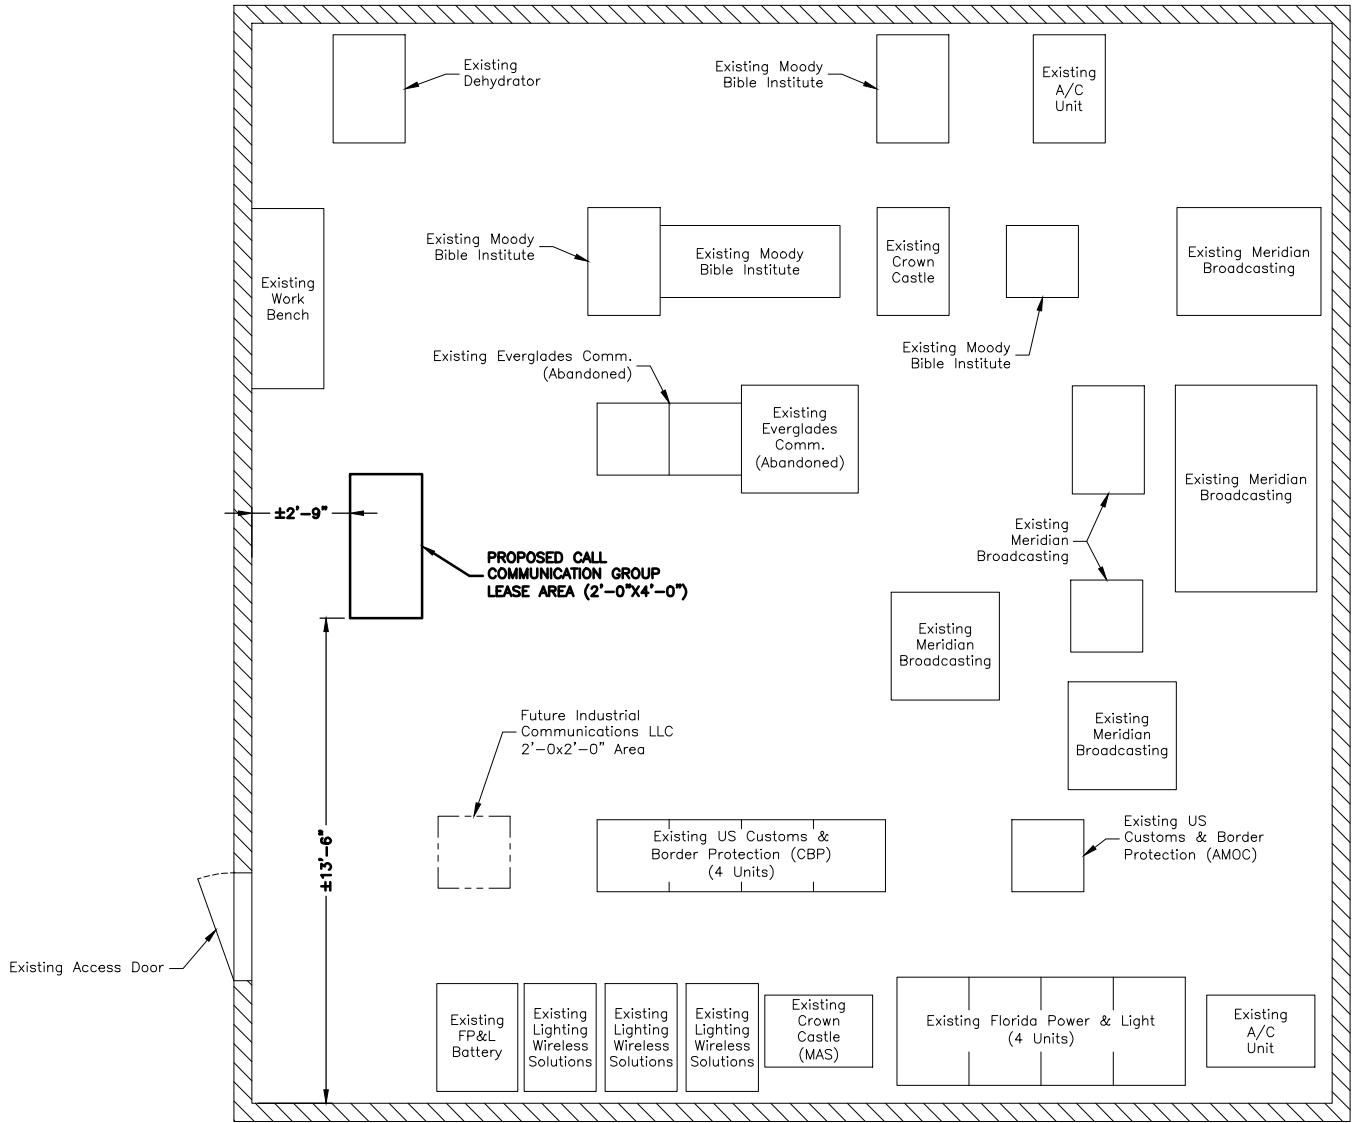 Existing
Dehydrator
Existing Moody
Bible Institute
Existing
A/C
Unit
Existing
Work
Bench
Existing Moody
Bible Institute
Existing Moody
Bible Institute
Existing
Crown
Castle
Existing Moody
Bible Institute
Existing Meridian
Broadcasting
Existing Everglades Comm.
(Abandoned)
Existing
Everglades
Comm.
(Abandoned)
Existing Meridian
Broadcasting
Existing
Meridian
Broadcasting
±2'-9"
PROPOSED CALL
COMMUNICATION GROUP
LEASE AREA (2'-0"X4'-0")
Existing
Meridian
Broadcasting
Existing
Meridian
Broadcasting
Future Industrial
Communications LLC
2'-0x2'-0" Area
±13'-6"
Existing US Customs &
Border Protection (CBP)
(4 Units)
Existing US
Customs & Border
Protection (AMOC)
Existing Access Door
Existing
FP&L
Battery
Existing
Lighting
Wireless
Solutions
Existing
Lighting
Wireless
Solutions
Existing
Lighting
Wireless
Solutions
Existing
Crown
Castle
(MAS)
Existing Florida Power & Light
(4 Units)
Existing
A/C
Unit